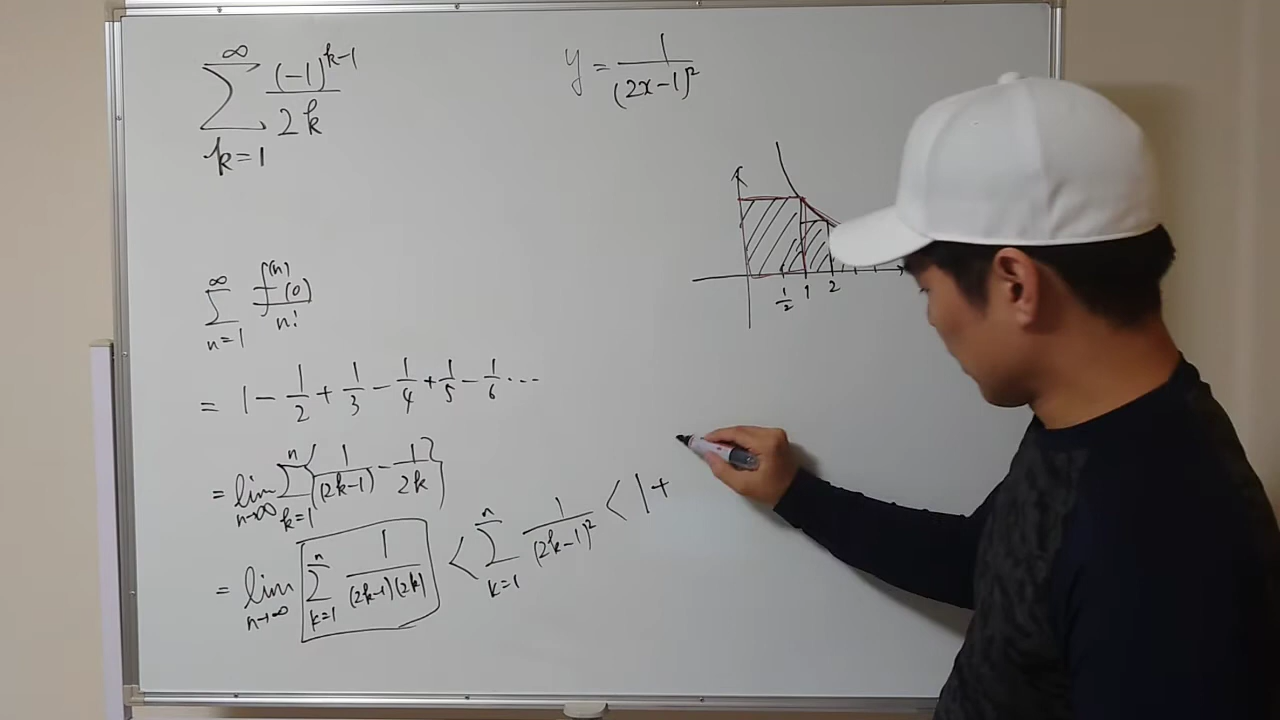 ∞
∑ (-1)^{k-1} / 2k
k=1
y = 1 / (2x-1)²
1/2 1 2
∞
∑ f^{(n)}(0) / n!
n=1
= 1 - 1/2 + 1/3 - 1/4 + 1/5 - 1/6 ...
= lim_{n→∞} ∑_{k=1}^{n} { 1/(2k-1) - 1/2k }
= lim_{n→∞} ∑_{k=1}^{n} 1/((2k-1)(2k)) < ∑_{k=1}^{n} 1/(2k-1)² < 1 +